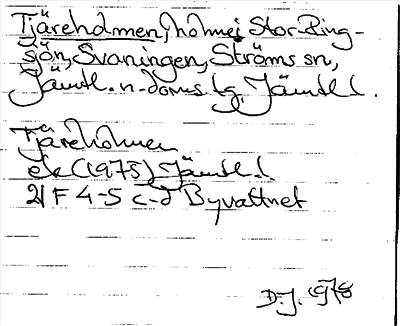 Tjäreholmen, holme i Stor-Ring-
sjön, Svaningen, Ströms sn,
Jämtl. n. doms. lg, Jämtl. l.
Tjäreholmen
ek (1975) Jämtl. l
21 F 4-5 c-d Byvattnet
D.J. 1978